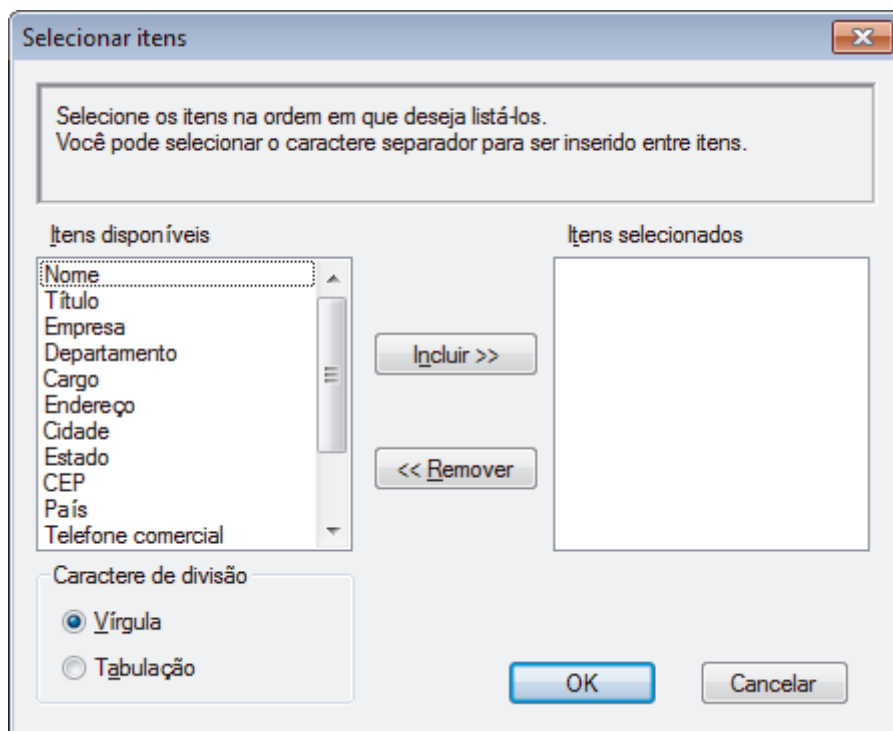 Selecionar itens
Selecione os itens na ordem em que deseja listá-los.
Você pode selecionar o caractere separador para ser inserido entre itens.
Itens disponíveis
Itens selecionados
Nome
Título
Empresa
Departamento
Cargo
Endereço
Cidade
Estado
CEP
País
Telefone comercial
Incluir >>
<< Remover
Caractere de divisão
Vírgula
Tabulação
OK
Cancelar